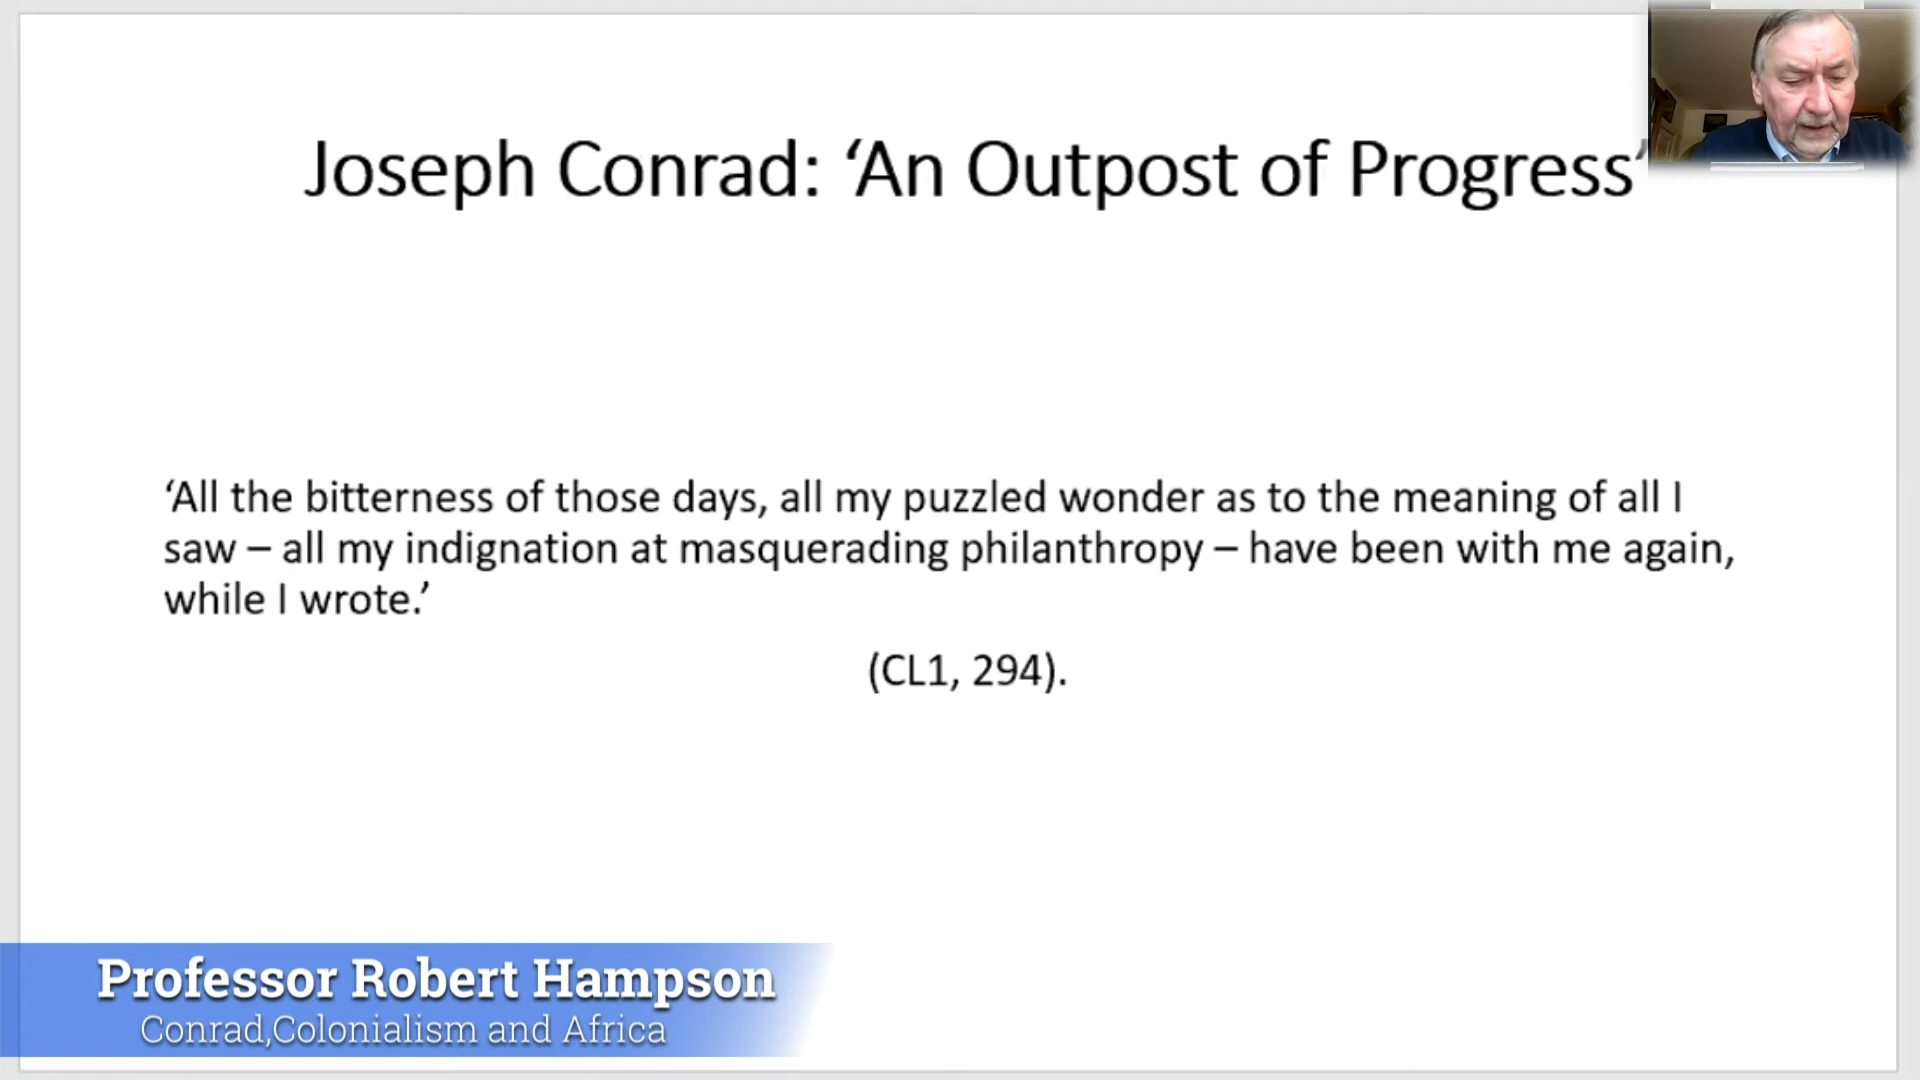 Joseph Conrad: ‘An Outpost of Progress’
‘All the bitterness of those days, all my puzzled wonder as to the meaning of all I
saw – all my indignation at masquerading philanthropy – have been with me again,
while I wrote.’
(CL1, 294).
Professor Robert Hampson
Conrad,Colonialism and Africa